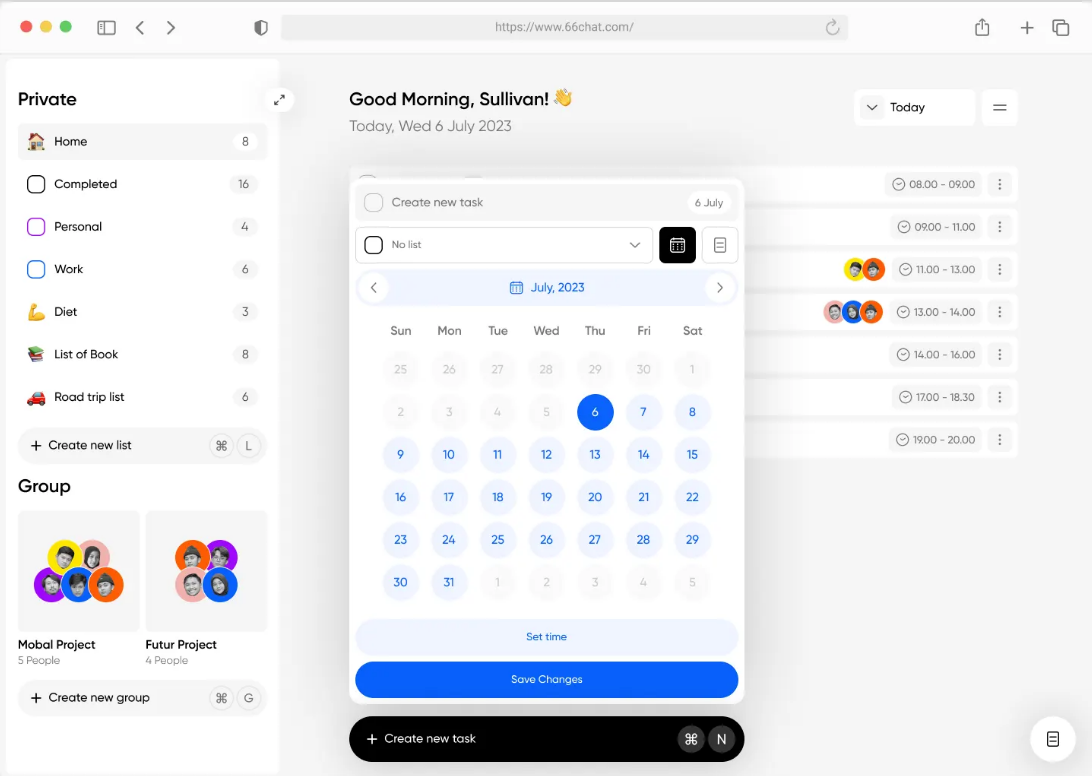 https://www.66chat.com/
Private
Home 8
Completed 16
Personal 4
Work 6
Diet 3
List of Book 8
Road trip list 6
+ Create new list ⌘ L
Group
Mobal Project
5 People
Futur Project
4 People
+ Create new group ⌘ G
Good Morning, Sullivan! 👋
Today, Wed 6 July 2023
Today
08.00 - 09.00
09.00 - 11.00
11.00 - 13.00
13.00 - 14.00
14.00 - 16.00
17.00 - 18.30
19.00 - 20.00
Create new task 6 July
No list
July, 2023
Sun Mon Tue Wed Thu Fri Sat
25 26 27 28 29 30 1
2 3 4 5 6 7 8
9 10 11 12 13 14 15
16 17 18 19 20 21 22
23 24 25 26 27 28 29
30 31 1 2 3 4 5
Set time
Save Changes
+ Create new task ⌘ N